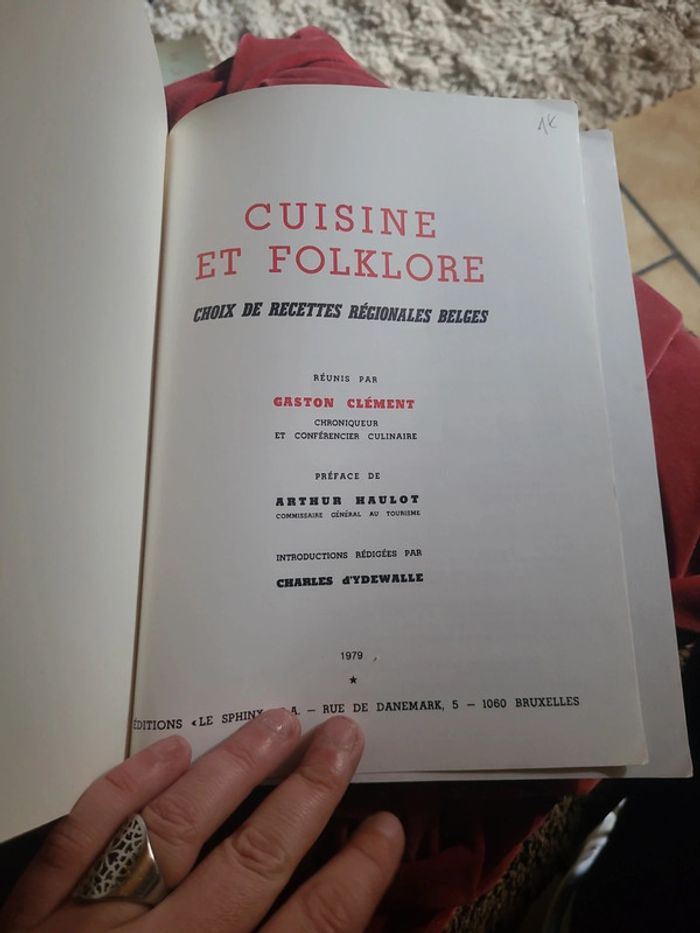 CUISINE
ET FOLKLORE
CHOIX DE RECETTES RÉGIONALES BELGES
RÉUNIS PAR
GASTON CLÉMENT
CHRONIQUEUR
ET CONFÉRENCIER CULINAIRE
PRÉFACE DE
ARTHUR HAULOT
COMMISSAIRE GÉNÉRAL AU TOURISME
INTRODUCTIONS RÉDIGÉES PAR
CHARLES d'YDEWALLE
1979
★
ÉDITIONS «LE SPHINX A. — RUE DE DANEMARK, 5 — 1060 BRUXELLES